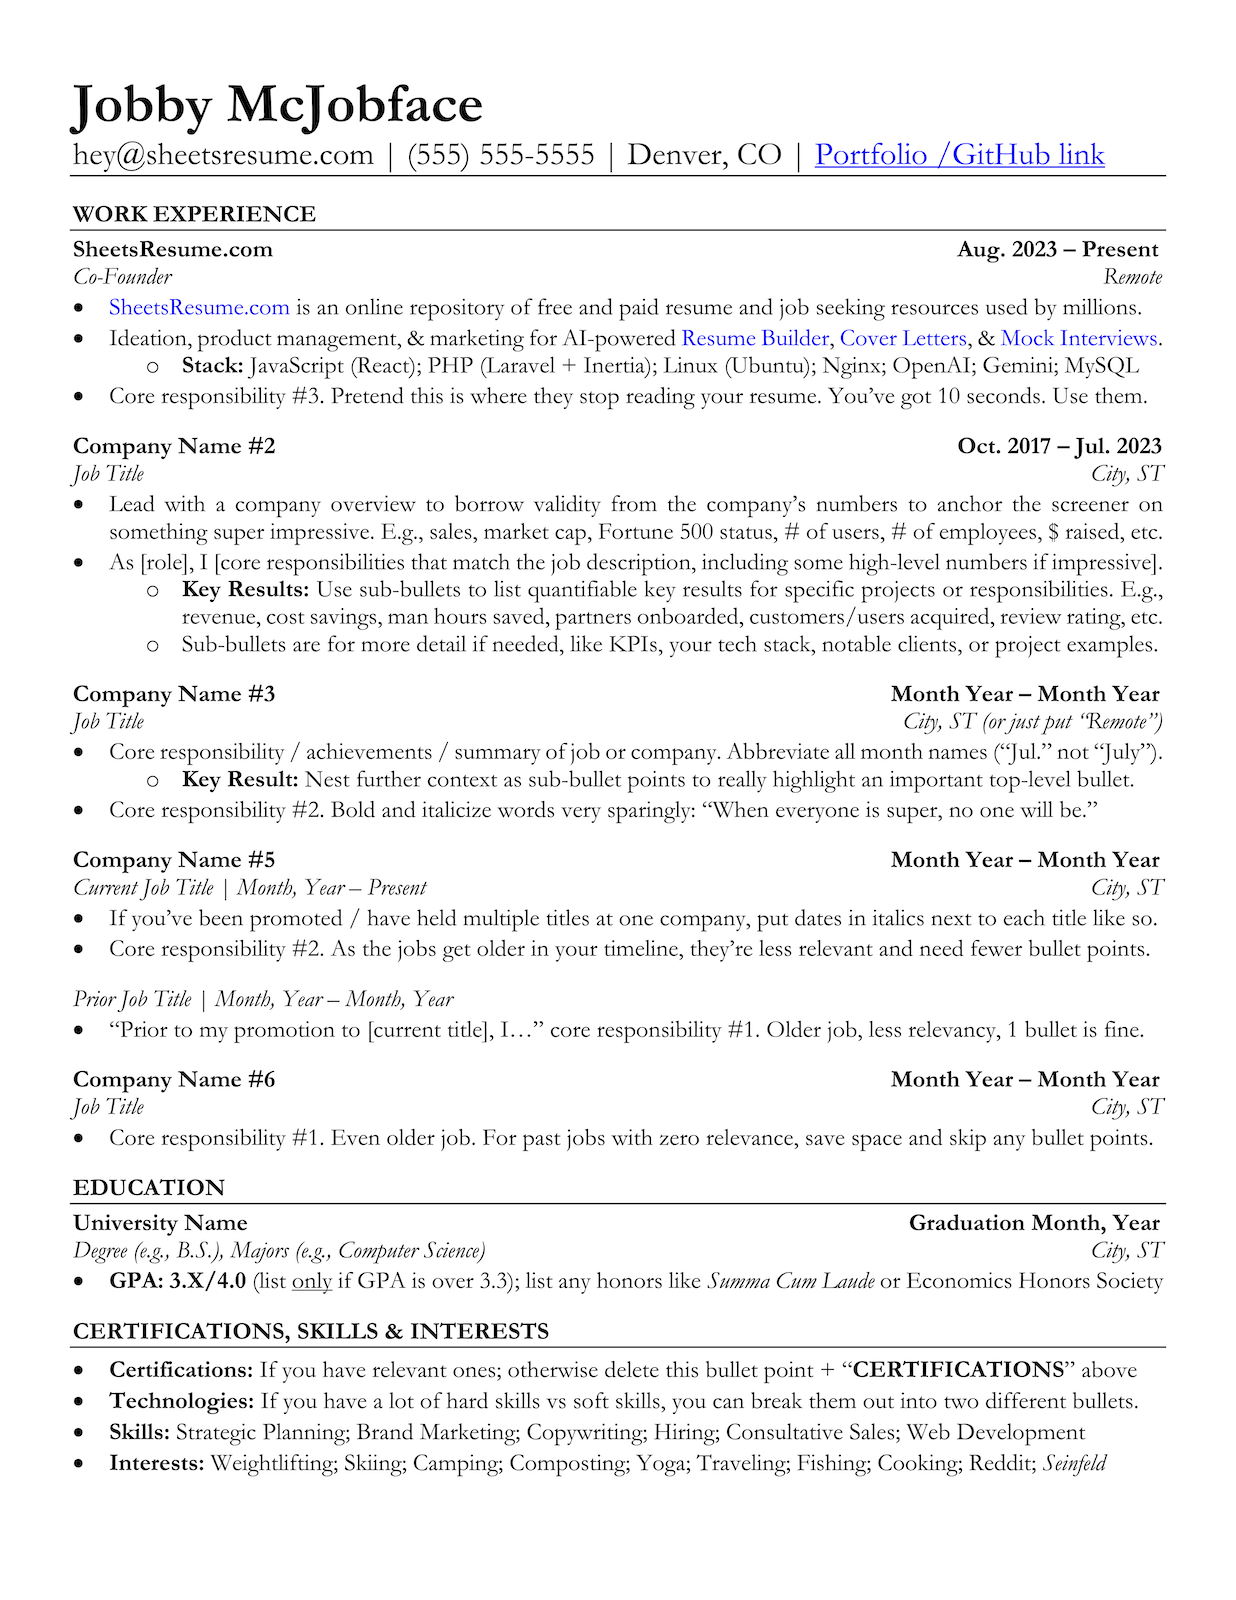 Jobby McJobface
hey@sheetsresume.com | (555) 555-5555 | Denver, CO | Portfolio /GitHub link
WORK EXPERIENCE
SheetsResume.com Aug. 2023 – Present
Co-Founder Remote
• SheetsResume.com is an online repository of free and paid resume and job seeking resources used by millions.
• Ideation, product management, & marketing for AI-powered Resume Builder, Cover Letters, & Mock Interviews.
o Stack: JavaScript (React); PHP (Laravel + Inertia); Linux (Ubuntu); Nginx; OpenAI; Gemini; MySQL
• Core responsibility #3. Pretend this is where they stop reading your resume. You’ve got 10 seconds. Use them.
Company Name #2 Oct. 2017 – Jul. 2023
Job Title City, ST
• Lead with a company overview to borrow validity from the company’s numbers to anchor the screener on
something super impressive. E.g., sales, market cap, Fortune 500 status, # of users, # of employees, $ raised, etc.
• As [role], I [core responsibilities that match the job description, including some high-level numbers if impressive].
o Key Results: Use sub-bullets to list quantifiable key results for specific projects or responsibilities. E.g.,
revenue, cost savings, man hours saved, partners onboarded, customers/users acquired, review rating, etc.
o Sub-bullets are for more detail if needed, like KPIs, your tech stack, notable clients, or project examples.
Company Name #3 Month Year – Month Year
Job Title City, ST (or just put “Remote”)
• Core responsibility / achievements / summary of job or company. Abbreviate all month names (“Jul.” not “July”).
o Key Result: Nest further context as sub-bullet points to really highlight an important top-level bullet.
• Core responsibility #2. Bold and italicize words very sparingly: “When everyone is super, no one will be.”
Company Name #5 Month Year – Month Year
Current Job Title | Month, Year – Present City, ST
• If you’ve been promoted / have held multiple titles at one company, put dates in italics next to each title like so.
• Core responsibility #2. As the jobs get older in your timeline, they’re less relevant and need fewer bullet points.
Prior Job Title | Month, Year – Month, Year
• “Prior to my promotion to [current title], I…” core responsibility #1. Older job, less relevancy, 1 bullet is fine.
Company Name #6 Month Year – Month Year
Job Title City, ST
• Core responsibility #1. Even older job. For past jobs with zero relevance, save space and skip any bullet points.
EDUCATION
University Name Graduation Month, Year
Degree (e.g., B.S.), Majors (e.g., Computer Science) City, ST
• GPA: 3.X/4.0 (list only if GPA is over 3.3); list any honors like Summa Cum Laude or Economics Honors Society
CERTIFICATIONS, SKILLS & INTERESTS
• Certifications: If you have relevant ones; otherwise delete this bullet point + “CERTIFICATIONS” above
• Technologies: If you have a lot of hard skills vs soft skills, you can break them out into two different bullets.
• Skills: Strategic Planning; Brand Marketing; Copywriting; Hiring; Consultative Sales; Web Development
• Interests: Weightlifting; Skiing; Camping; Composting; Yoga; Traveling; Fishing; Cooking; Reddit; Seinfeld